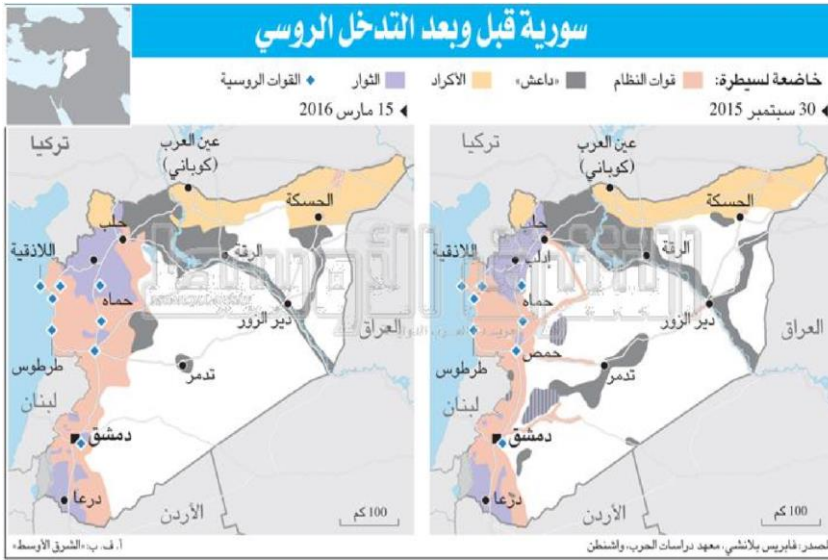 سورية قبل وبعد التدخل الروسي
خاضعة لسيطرة: قوات النظام «داعش» الأكراد الثوار القوات الروسية
30 سبتمبر 2015
15 مارس 2016
تركيا
عين العرب
(كوباني)
الحسكة
حلب
الرقة
اللاذقية
إدلب
حماه
دير الزور
العراق
حمص
طرطوس
تدمر
لبنان
دمشق
درعا
الأردن
100 كم
تركيا
عين العرب
(كوباني)
الحسكة
حلب
الرقة
اللاذقية
حماه
دير الزور
العراق
طرطوس
تدمر
لبنان
دمشق
درعا
الأردن
100 كم
المصدر: فابريس بلانشي، معهد دراسات الحرب، واشنطن
أ. ف. ب: «الشرق الأوسط»